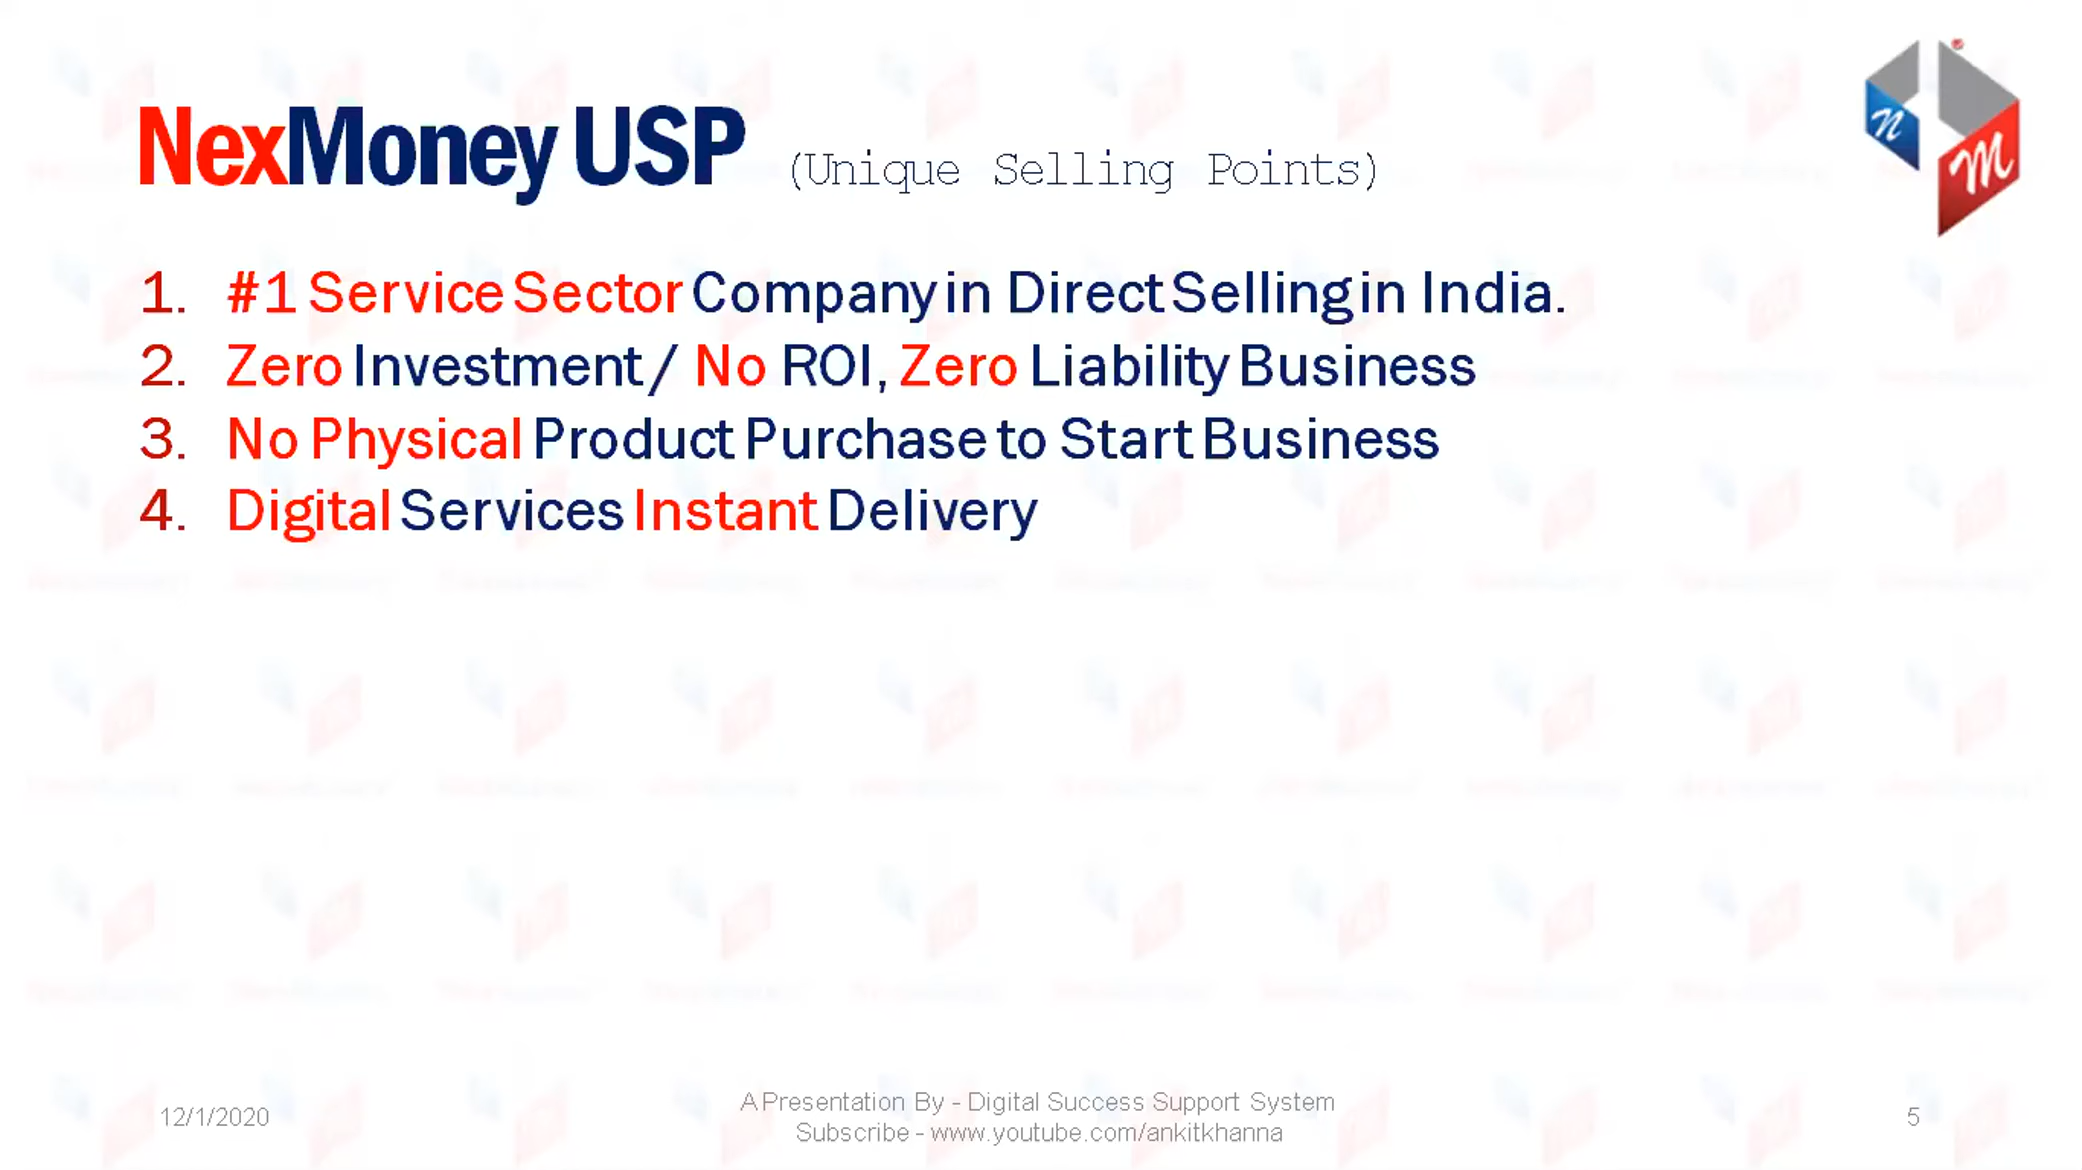 NexMoney USP (Unique Selling Points)
n
m
1. #1 Service Sector Company in Direct Selling in India.
2. Zero Investment / No ROI, Zero Liability Business
3. No Physical Product Purchase to Start Business
4. Digital Services Instant Delivery
12/1/2020
A Presentation By - Digital Success Support System
Subscribe - www.youtube.com/ankitkhanna
5